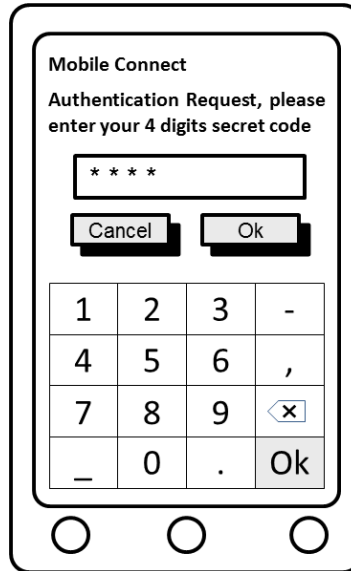 Mobile Connect
Authentication Request, please
enter your 4 digits secret code
* * * *
Cancel Ok
1 2 3 -
4 5 6 ,
7 8 9
_ 0 . Ok